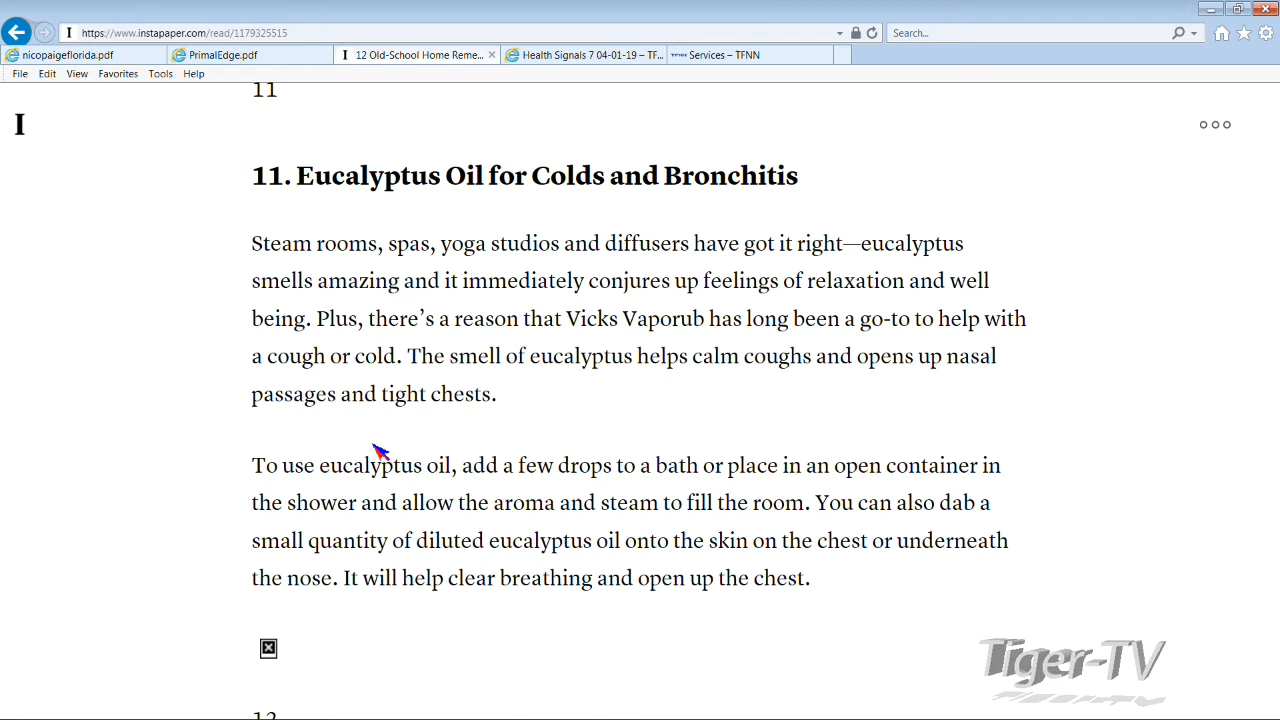 https://www.instapaper.com/read/1179325515
Search...
nicopaigeflorida.pdf
PrimalEdge.pdf
I 12 Old-School Home Reme...
Health Signals 7 04-01-19 – TF...
TFNN Services – TFNN
File Edit View Favorites Tools Help
11
I
11. Eucalyptus Oil for Colds and Bronchitis
Steam rooms, spas, yoga studios and diffusers have got it right—eucalyptus
smells amazing and it immediately conjures up feelings of relaxation and well
being. Plus, there’s a reason that Vicks Vaporub has long been a go-to to help with
a cough or cold. The smell of eucalyptus helps calm coughs and opens up nasal
passages and tight chests.
To use eucalyptus oil, add a few drops to a bath or place in an open container in
the shower and allow the aroma and steam to fill the room. You can also dab a
small quantity of diluted eucalyptus oil onto the skin on the chest or underneath
the nose. It will help clear breathing and open up the chest.
Tiger-TV
12